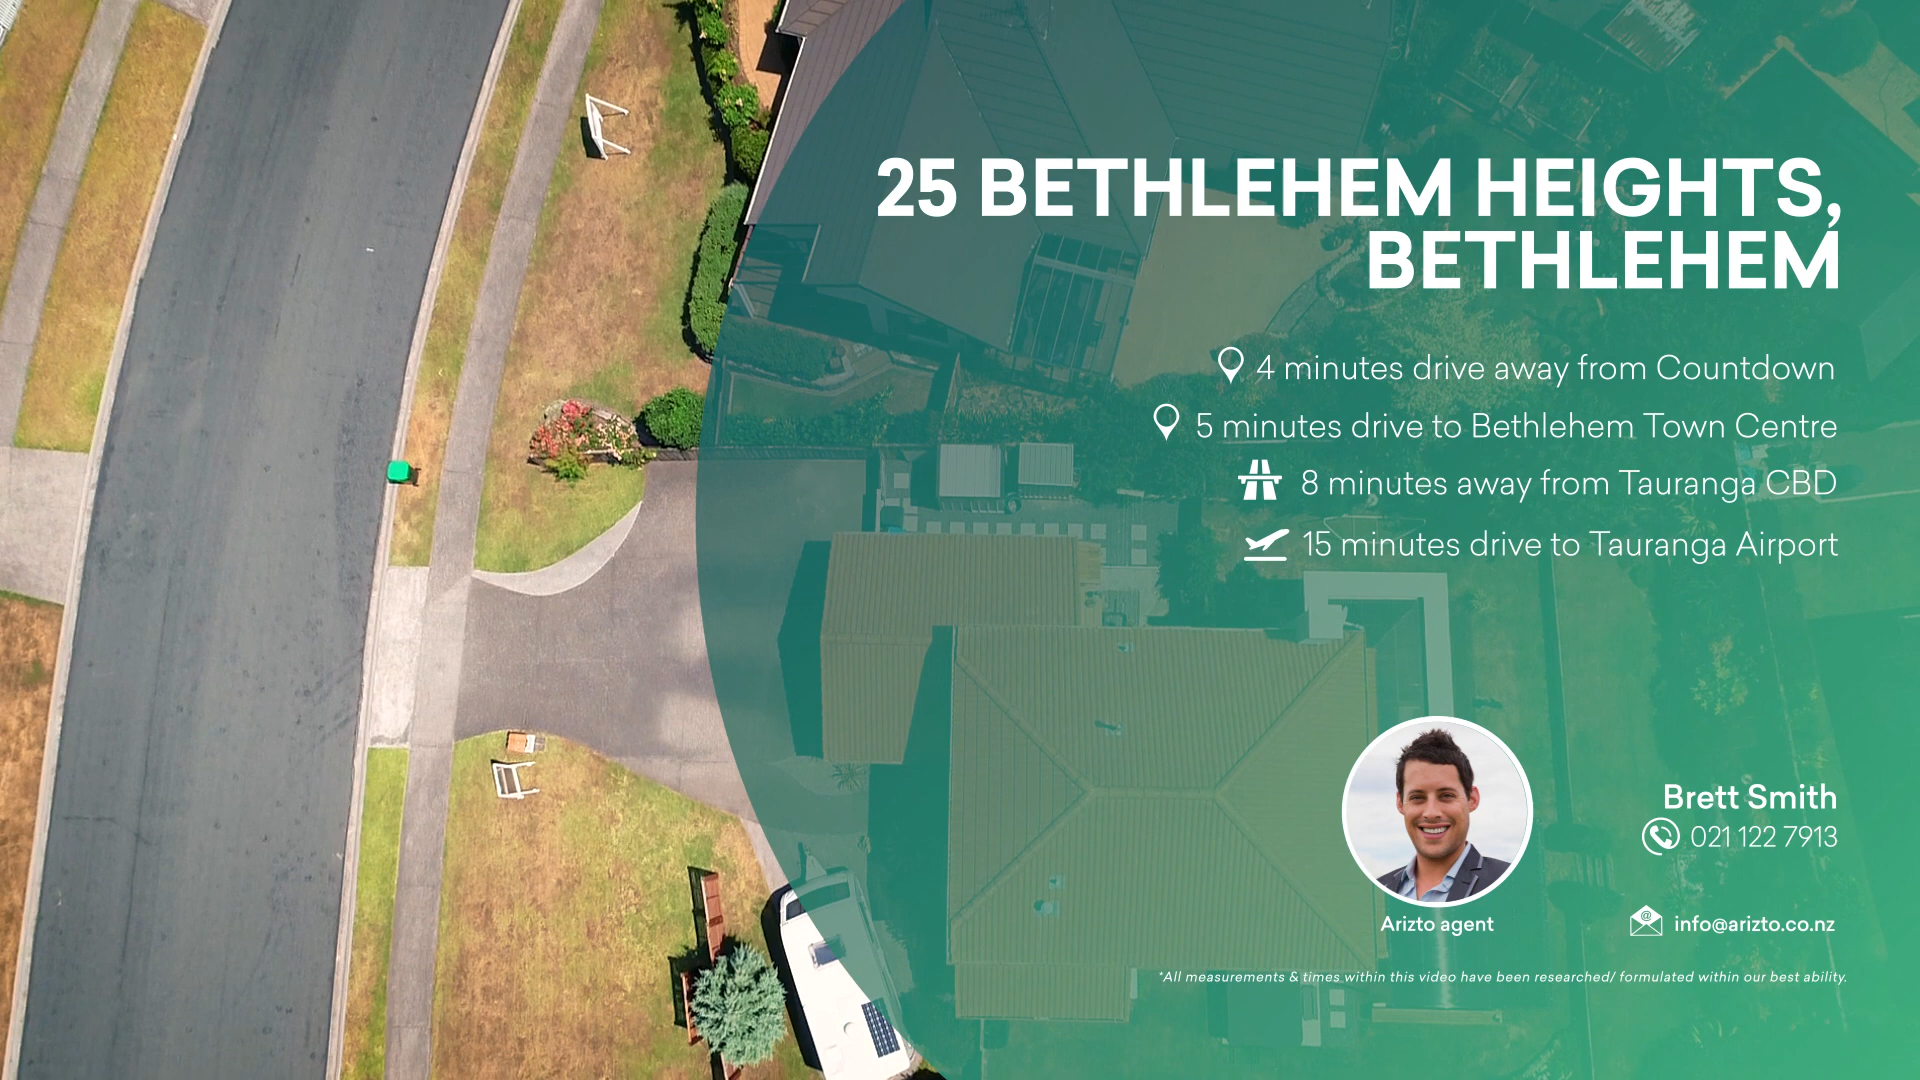 25 BETHLEHEM HEIGHTS,
BETHLEHEM
4 minutes drive away from Countdown
5 minutes drive to Bethlehem Town Centre
8 minutes away from Tauranga CBD
15 minutes drive to Tauranga Airport
Brett Smith
021 122 7913
Arizto agent
@
info@arizto.co.nz
*All measurements & times within this video have been researched/ formulated within our best ability.